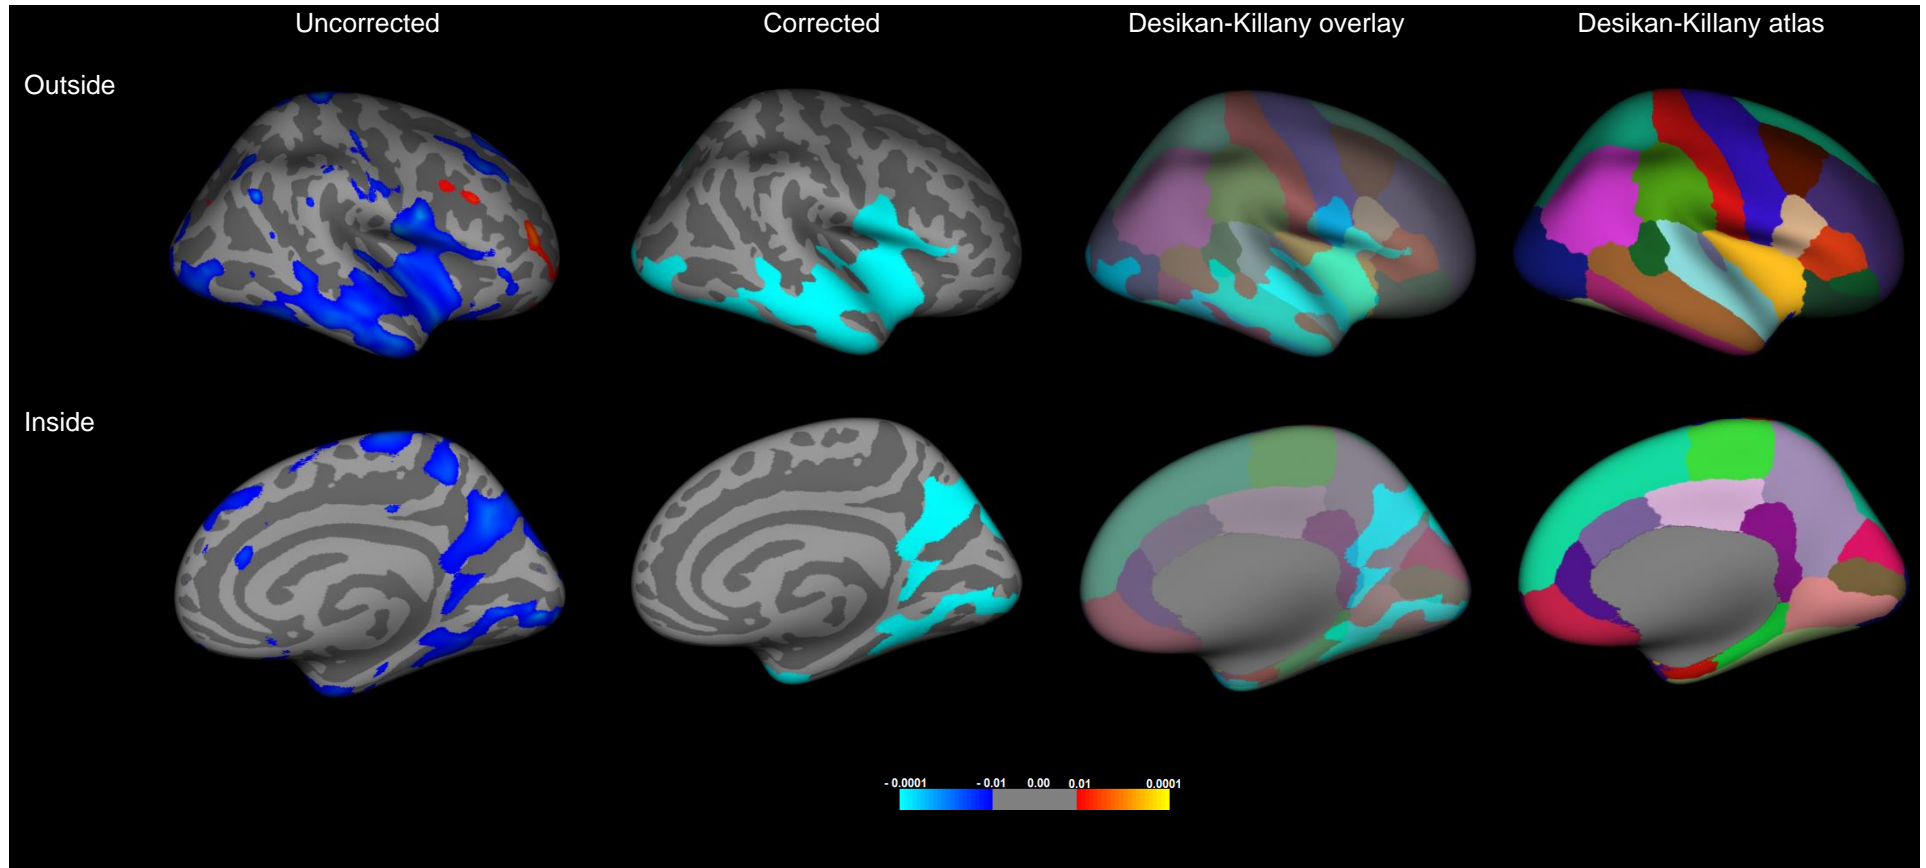 Uncorrected Corrected Desikan-Killany overlay Desikan-Killany atlas
Outside
Inside
- 0.0001 - 0.01 0.00 0.01 0.0001